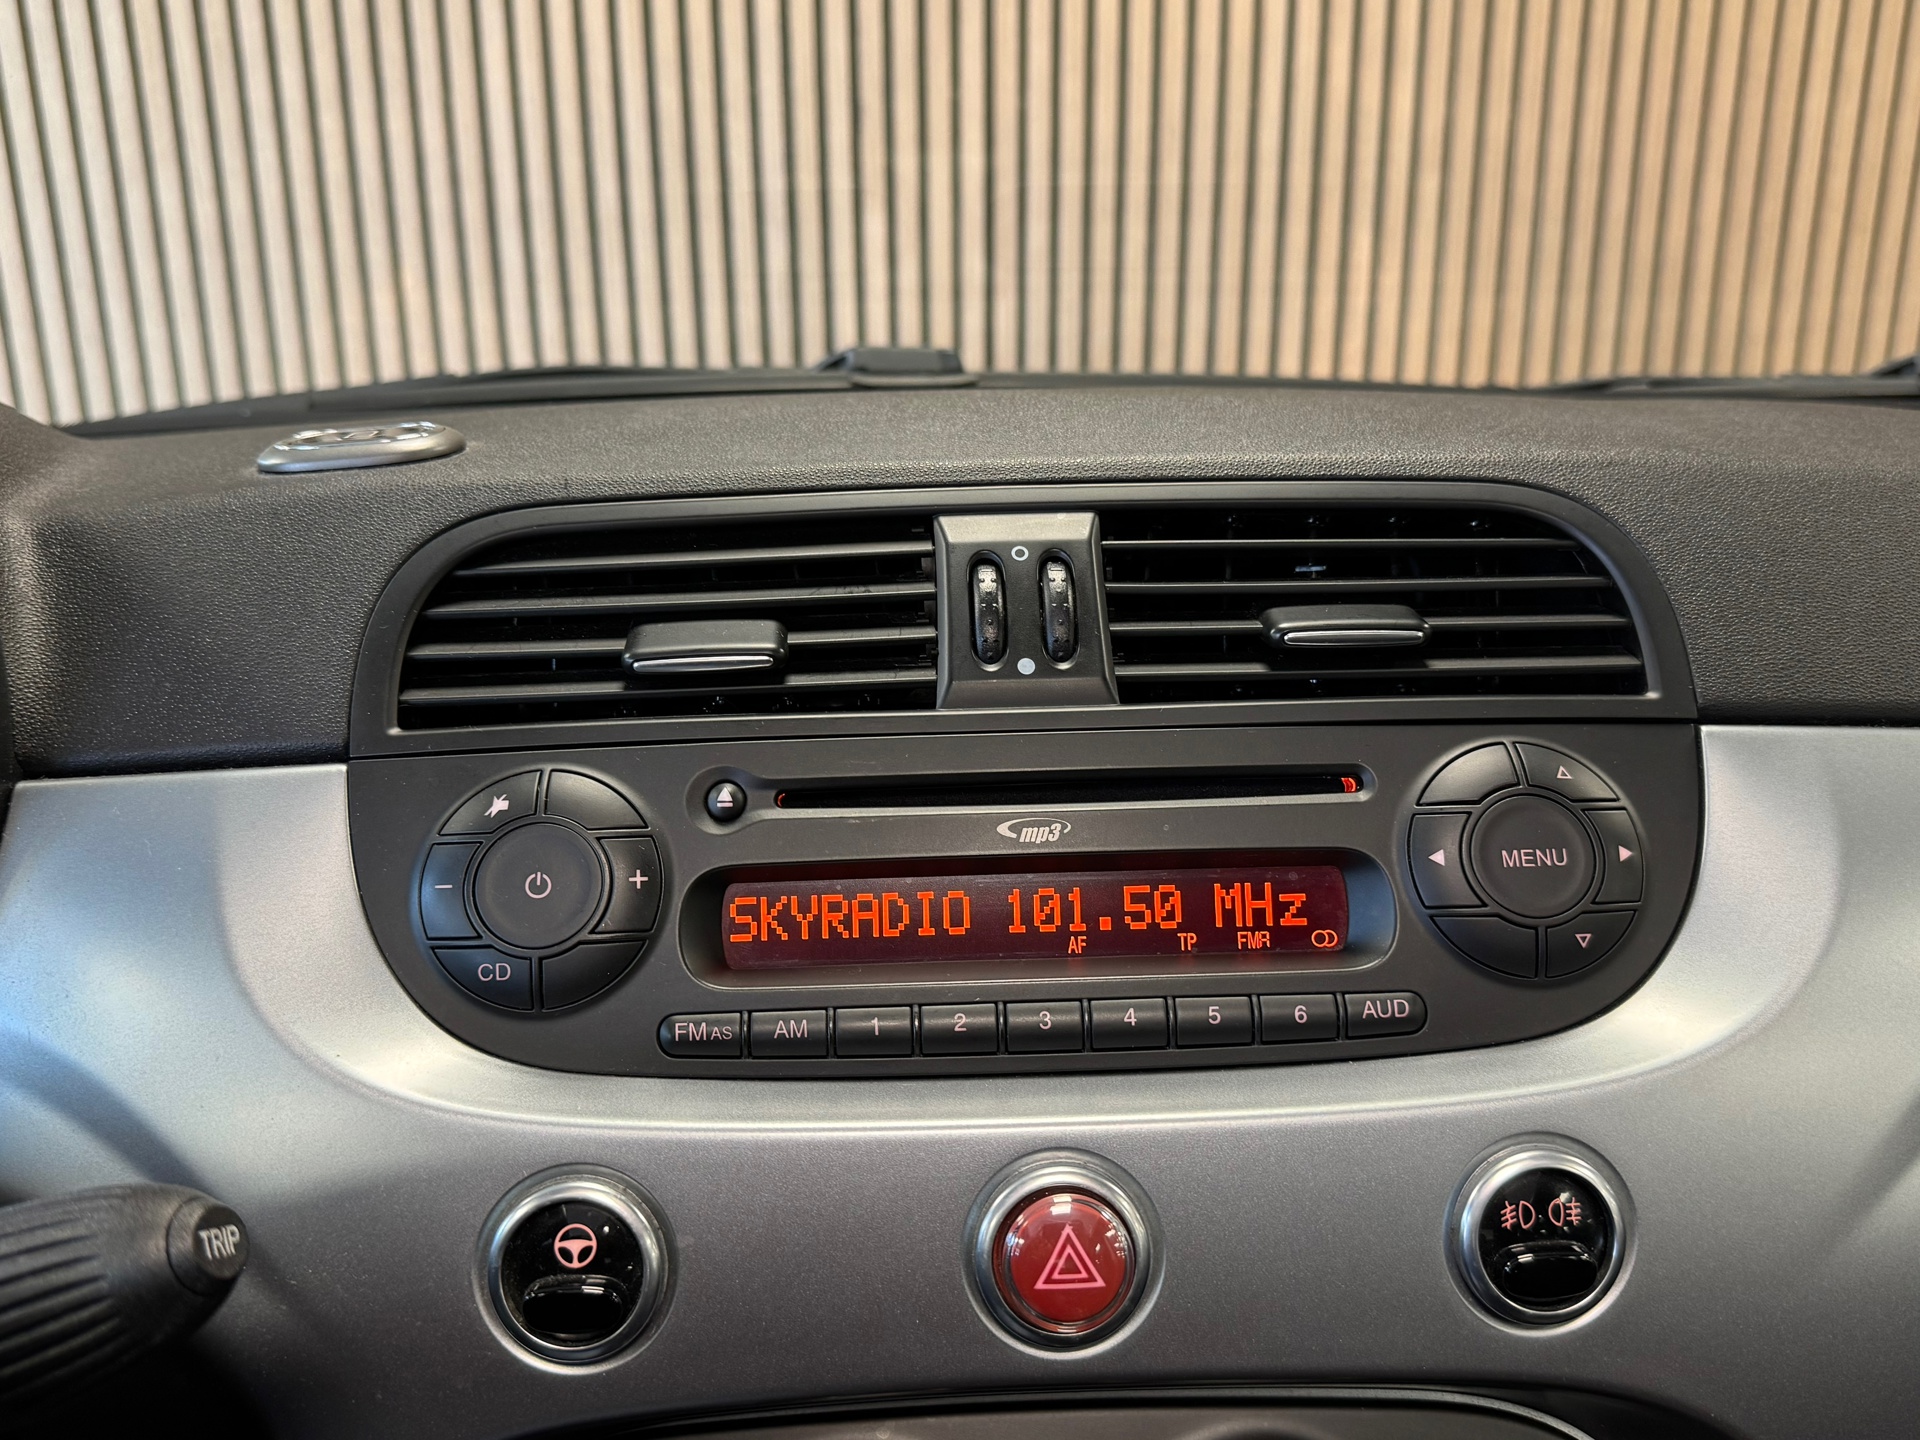 mp3
MENU
SKYRADIO 101.50 MHz
AF TP FMA
CD
FM AS AM 1 2 3 4 5 6 AUD
TRIP